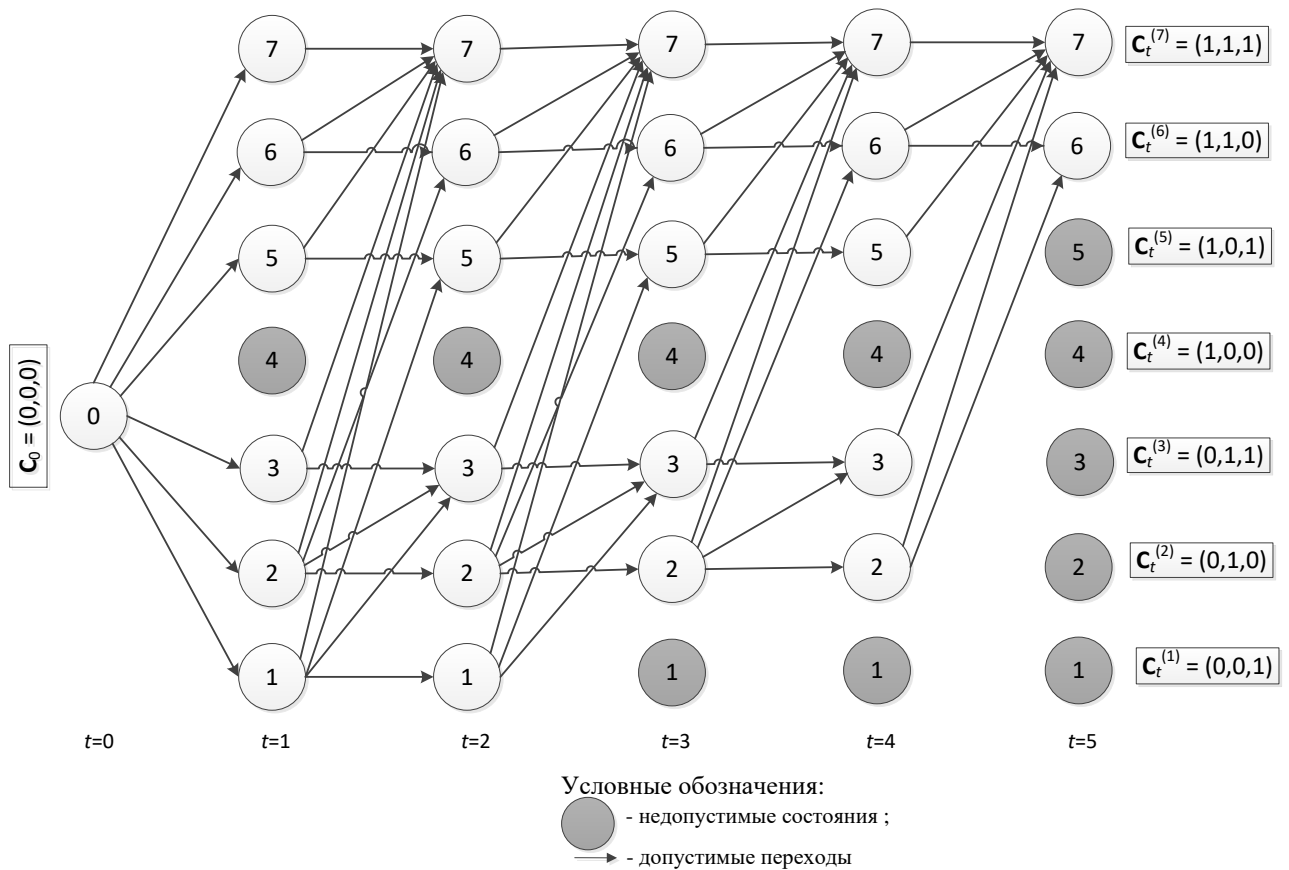 7 7 7 7 7 C_t^(7) = (1,1,1)
6 6 6 6 6 C_t^(6) = (1,1,0)
5 5 5 5 5 C_t^(5) = (1,0,1)
4 4 4 4 4 C_t^(4) = (1,0,0)
C_0 = (0,0,0)
0
3 3 3 3 3 C_t^(3) = (0,1,1)
2 2 2 2 2 C_t^(2) = (0,1,0)
1 1 1 1 1 C_t^(1) = (0,0,1)
t=0 t=1 t=2 t=3 t=4 t=5
Условные обозначения:
- недопустимые состояния ;
- допустимые переходы